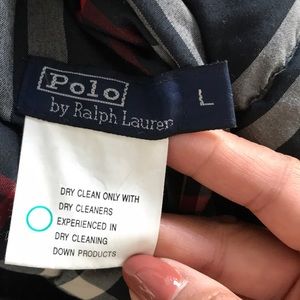 Polo
by Ralph Lauren
L
DRY CLEAN ONLY WITH
DRY CLEANERS
EXPERIENCED IN
DRY CLEANING
DOWN PRODUCTS